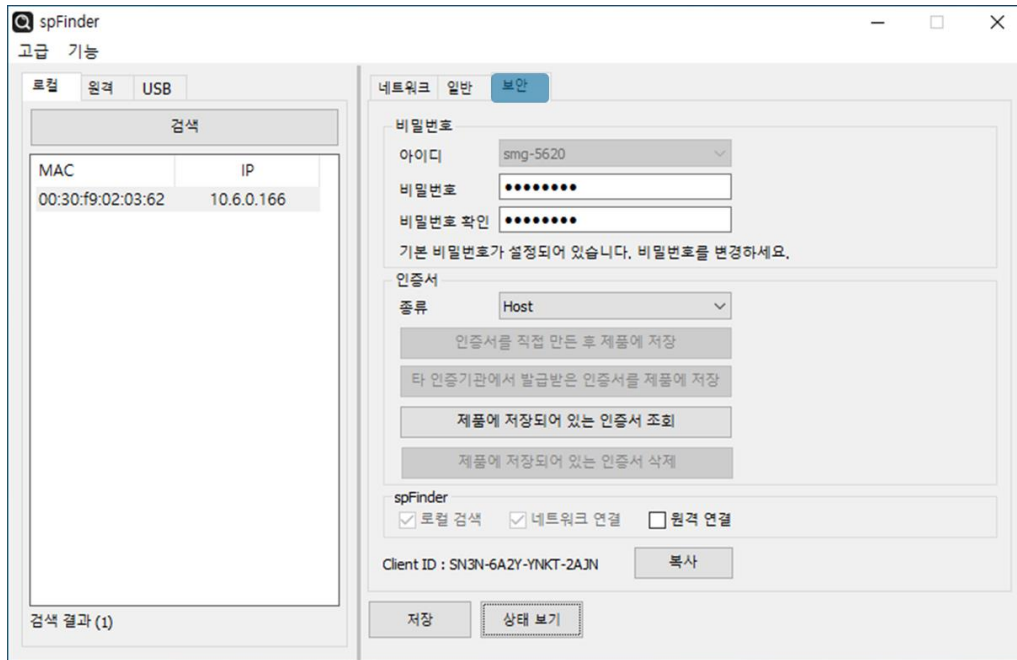 spFinder
고급 기능
로컬 원격 USB
검색
MAC IP
00:30:f9:02:03:62 10.6.0.166
검색 결과 (1)
네트워크 일반 보안
비밀번호
아이디 smg-5620
비밀번호 ●●●●●●●●
비밀번호 확인 ●●●●●●●●
기본 비밀번호가 설정되어 있습니다. 비밀번호를 변경하세요.
인증서
종류 Host
인증서를 직접 만든 후 제품에 저장
타 인증기관에서 발급받은 인증서를 제품에 저장
제품에 저장되어 있는 인증서 조회
제품에 저장되어 있는 인증서 삭제
spFinder
로컬 검색 네트워크 연결 원격 연결
Client ID : SN3N-6A2Y-YNKT-2AJN 복사
저장 상태 보기